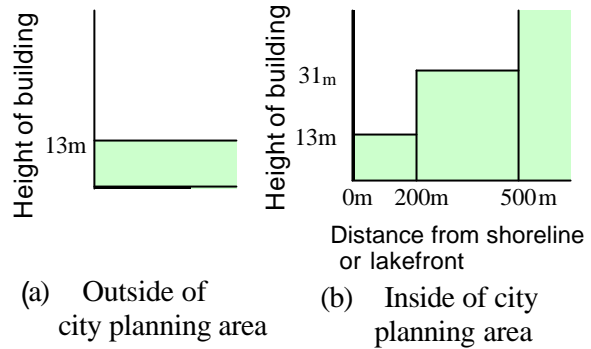 Height of building
13m
(a) Outside of
city planning area
Height of building
31m
13m
0m 200m 500m
Distance from shoreline
or lakefront
(b) Inside of city
planning area